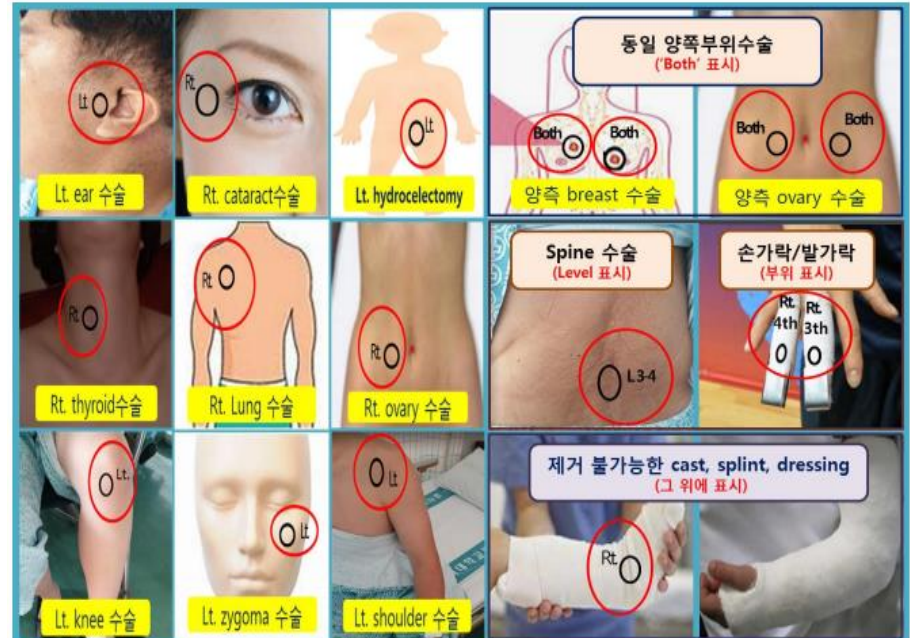 Lt
Lt. ear 수술
Rt.
Rt. cataract수술
Lt
Lt. hydrocelectomy
동일 양쪽부위수술
('Both' 표시)
Both
Both
양측 breast 수술
Both
Both
양측 ovary 수술
Rt.
Rt. thyroid수술
Rt
Rt. Lung 수술
Rt.
Rt. ovary 수술
Spine 수술
(Level 표시)
L3-4
손가락/발가락
(부위 표시)
Rt. Rt.
4th 3th
Lt.
Lt. knee 수술
Lt
Lt. zygoma 수술
Lt
Lt. shoulder 수술
제거 불가능한 cast, splint, dressing
(그 위에 표시)
Rt.